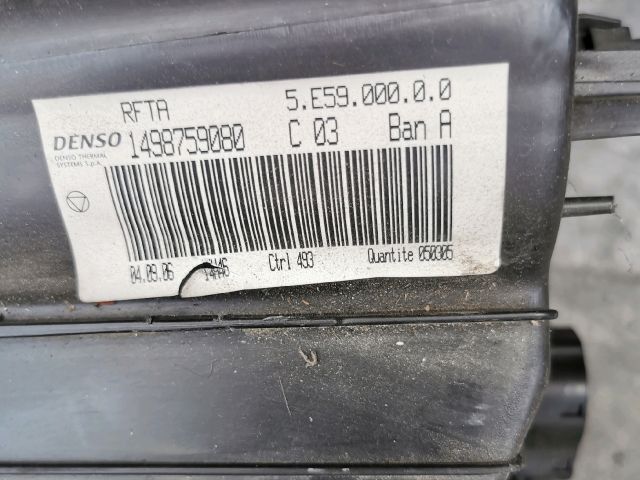 RFTA 5.E59.000.0.0
DENSO 1498759080 C 03 Ban A
DENSO THERMAL
SYSTEMS S.p.A.
04.09.06 Ctrl 493 Quantite 050305